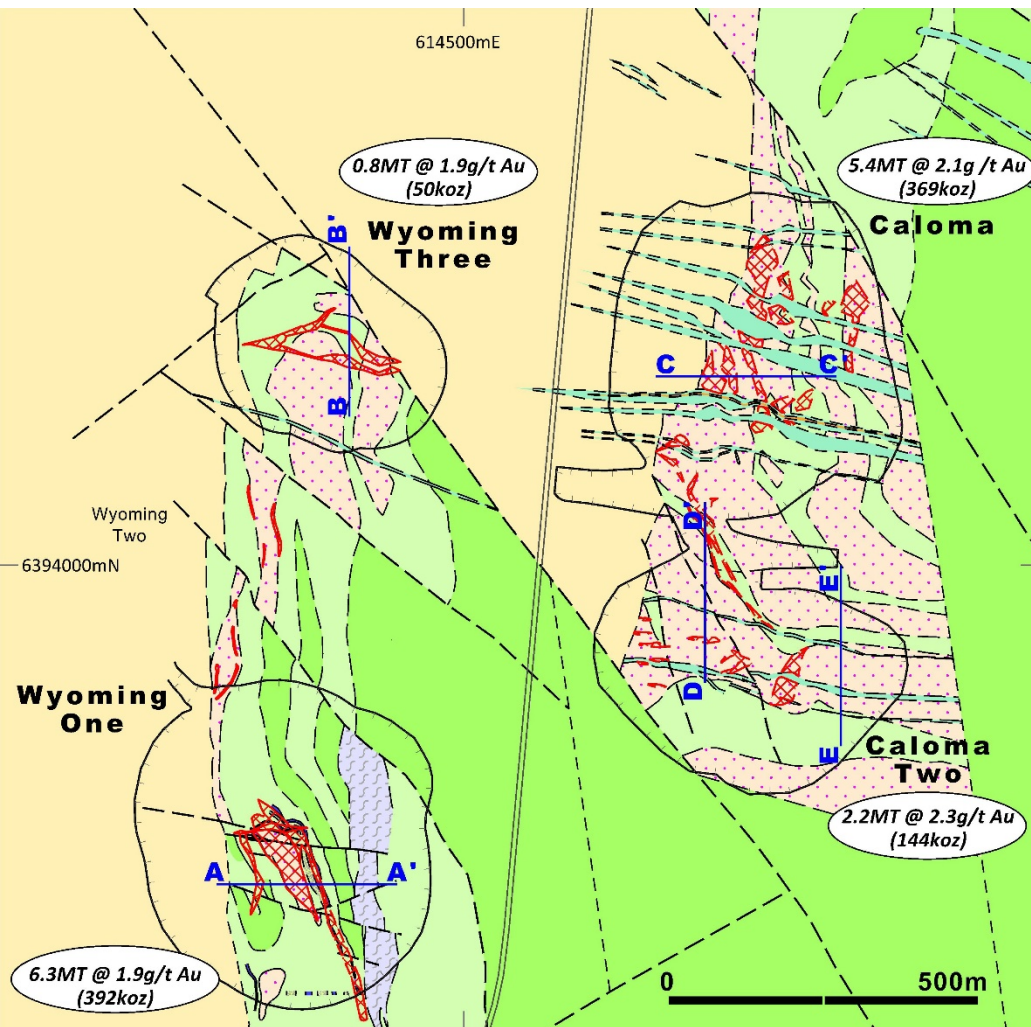 614500mE
0.8MT @ 1.9g/t Au
(50koz)
5.4MT @ 2.1g /t Au
(369koz)
B'
Wyoming
Three
Caloma
C
C'
B
Wyoming
Two
D'
6394000mN
E'
Wyoming
One
D
E
Caloma
Two
2.2MT @ 2.3g/t Au
(144koz)
A
A'
6.3MT @ 1.9g/t Au
(392koz)
0
500m